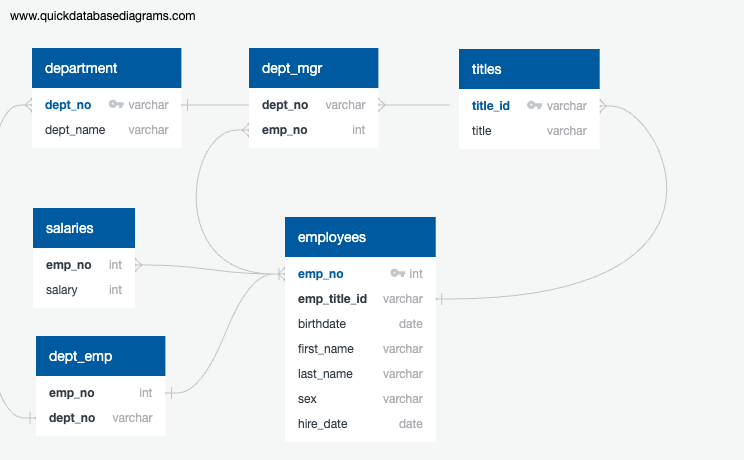 www.quickdatabasediagrams.com
department
dept_no varchar
dept_name varchar
dept_mgr
dept_no varchar
emp_no int
titles
title_id varchar
title varchar
salaries
emp_no int
salary int
employees
emp_no int
emp_title_id varchar
birthdate date
first_name varchar
last_name varchar
sex varchar
hire_date date
dept_emp
emp_no int
dept_no varchar